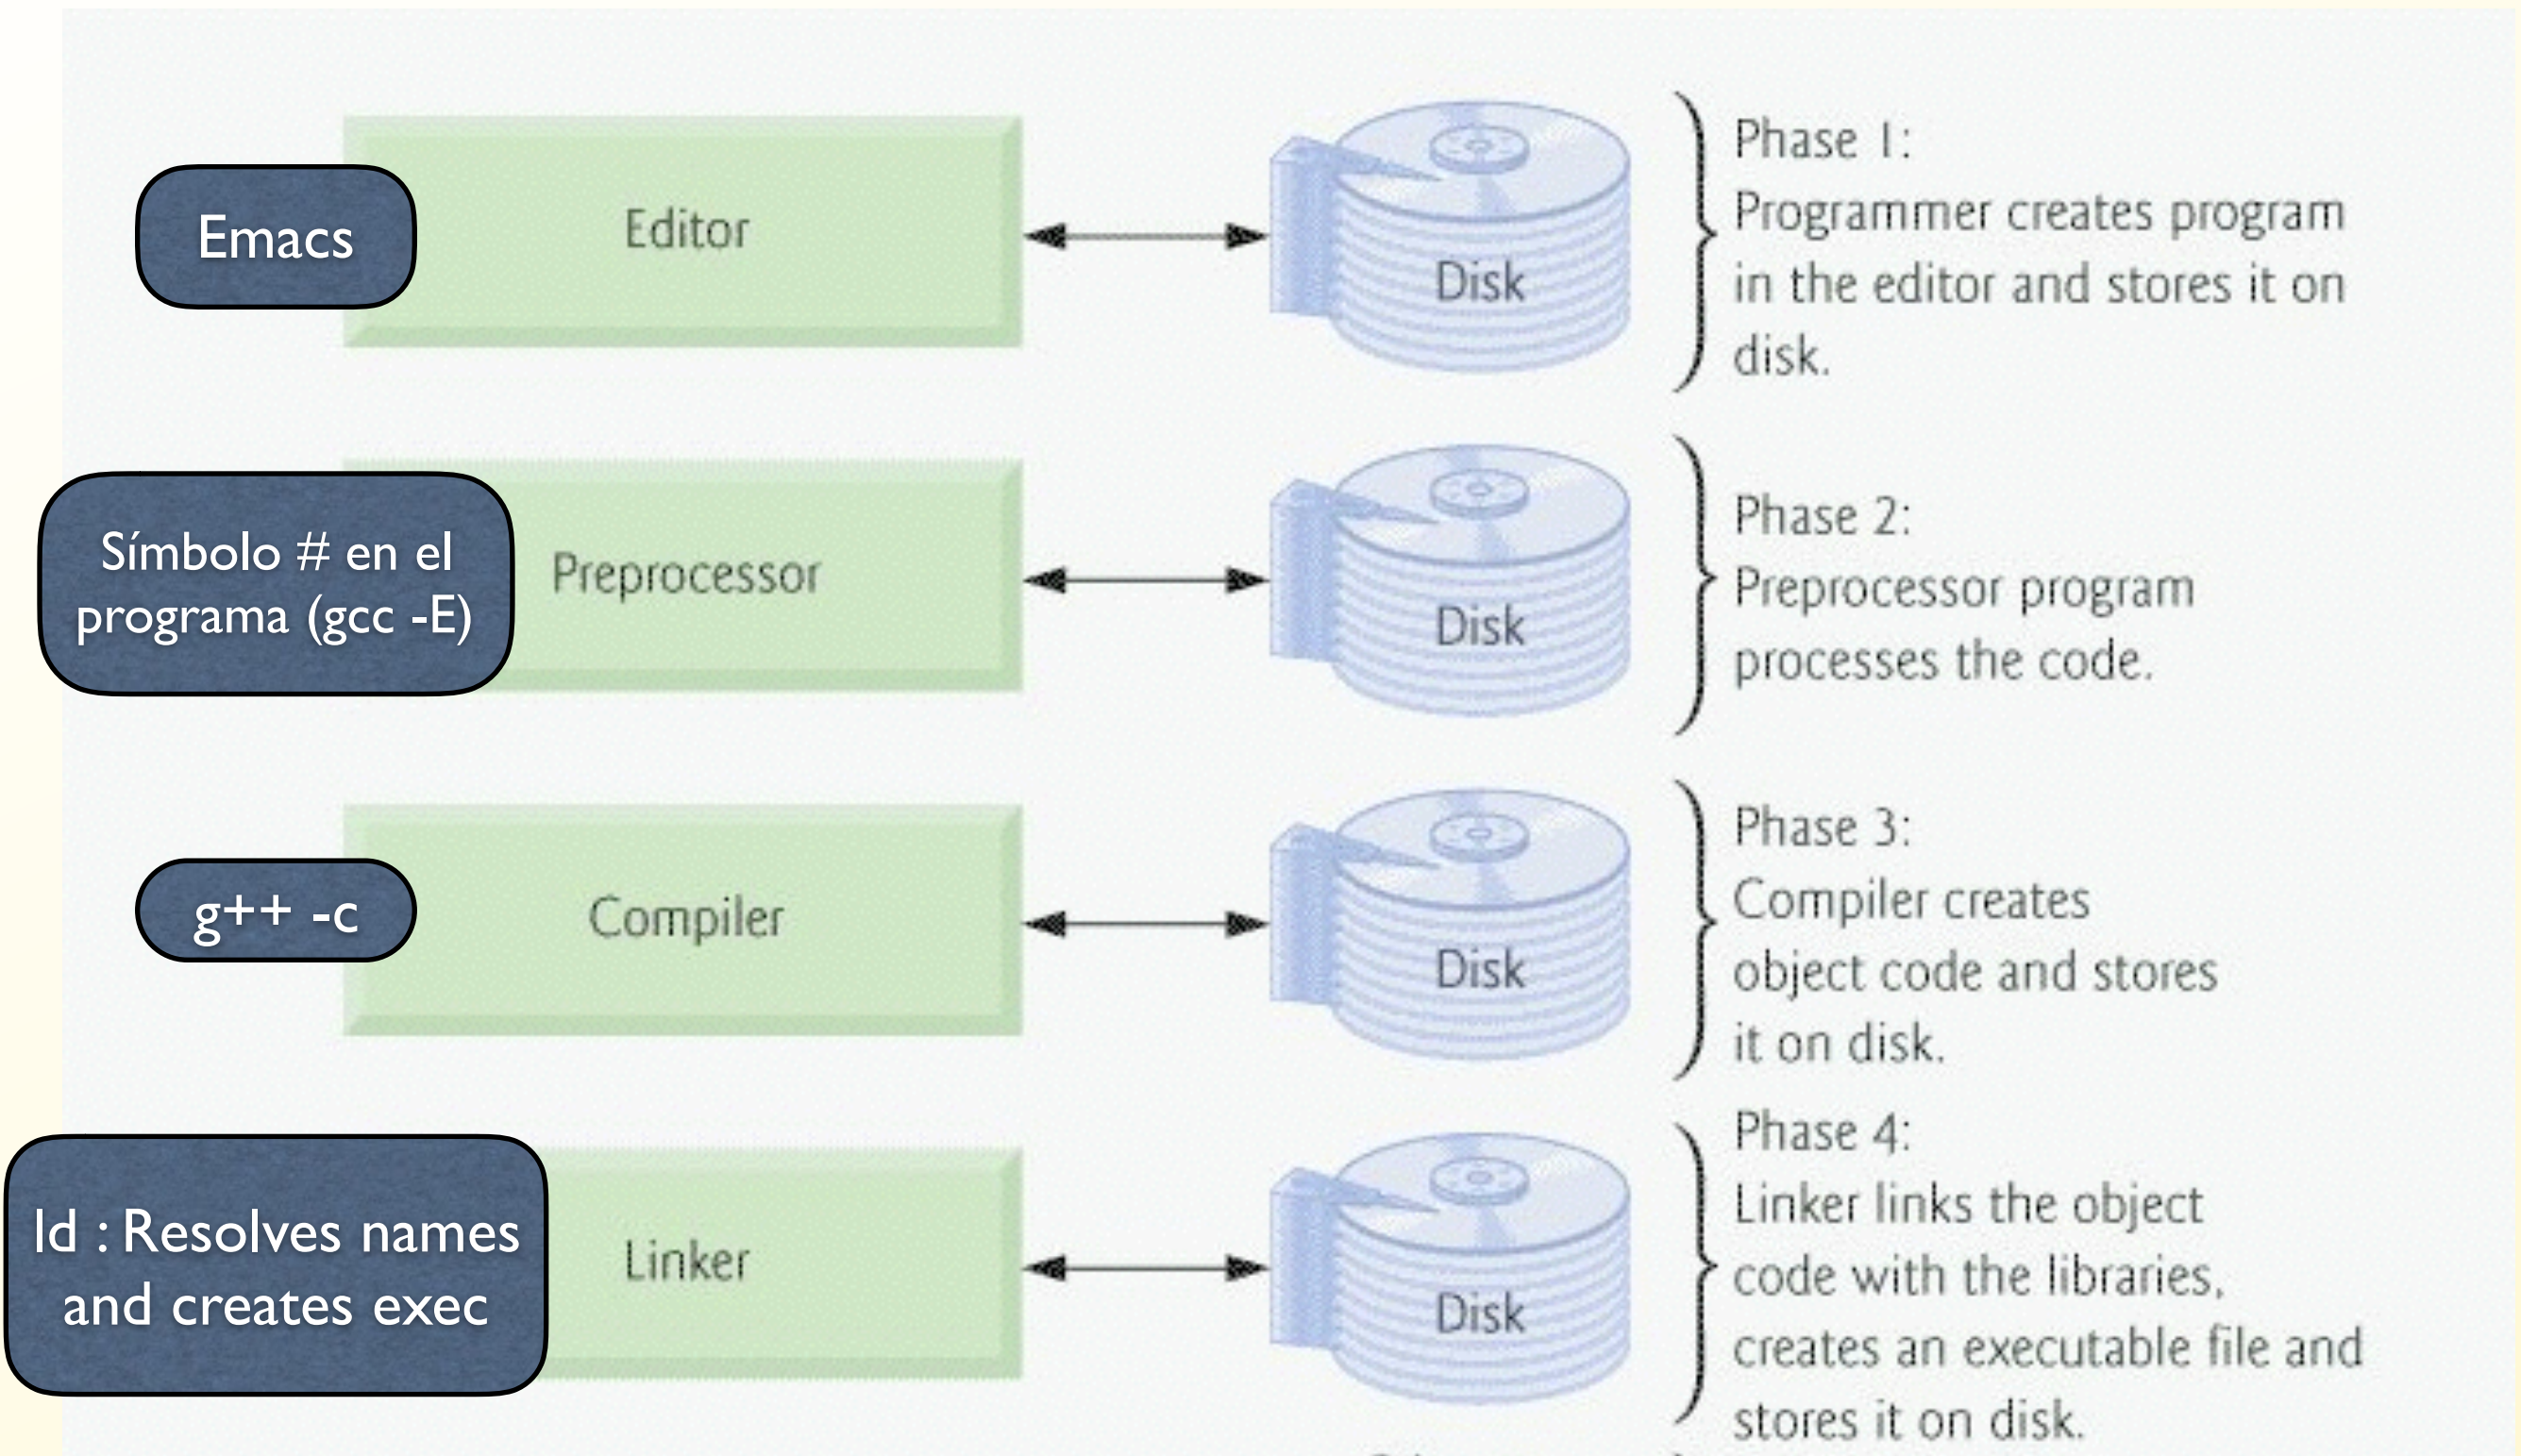 Emacs
Editor
Disk
Phase 1:
Programmer creates program
in the editor and stores it on
disk.
Símbolo # en el
programa (gcc -E)
Preprocessor
Disk
Phase 2:
Preprocessor program
processes the code.
g++ -c
Compiler
Disk
Phase 3:
Compiler creates
object code and stores
it on disk.
ld : Resolves names
and creates exec
Linker
Disk
Phase 4:
Linker links the object
code with the libraries,
creates an executable file and
stores it on disk.